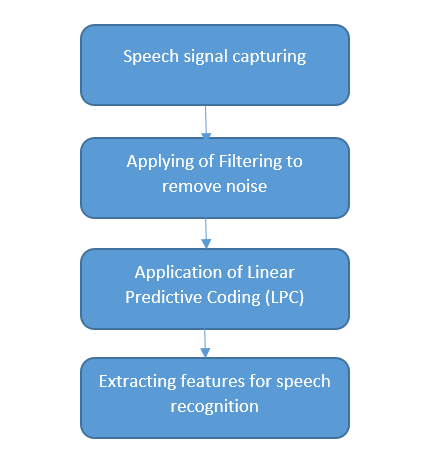 Speech signal capturing
Applying of Filtering to
remove noise
Application of Linear
Predictive Coding (LPC)
Extracting features for speech
recognition